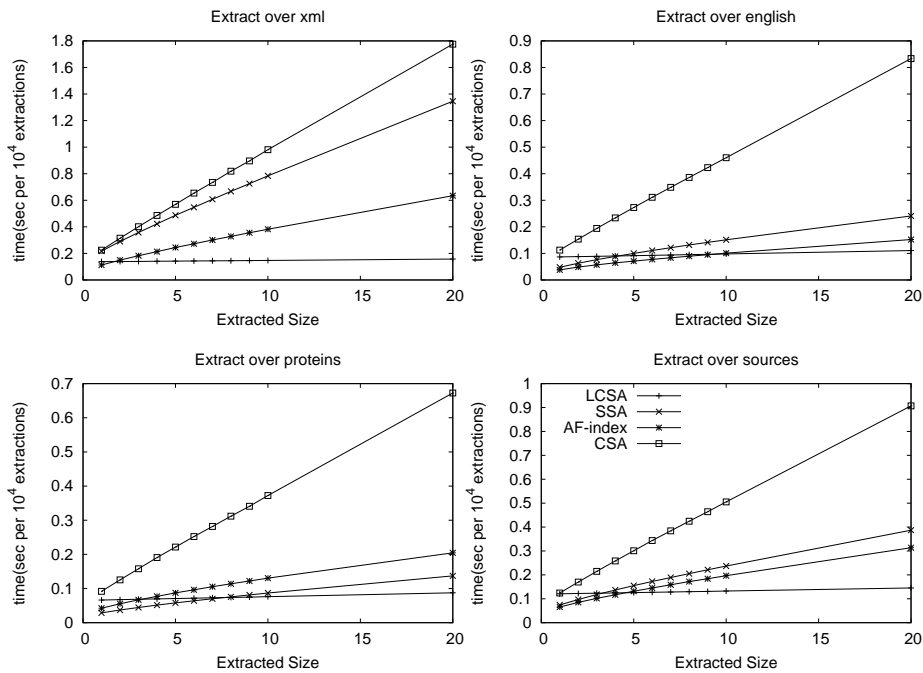 Extract over xml
1.8
1.6
1.4
1.2
1
0.8
0.6
0.4
0.2
0
0 5 10 15 20
time(sec per 10^4 extractions)
Extracted Size
Extract over english
0.9
0.8
0.7
0.6
0.5
0.4
0.3
0.2
0.1
0
0 5 10 15 20
time(sec per 10^4 extractions)
Extracted Size
Extract over proteins
0.7
0.6
0.5
0.4
0.3
0.2
0.1
0
0 5 10 15 20
time(sec per 10^4 extractions)
Extracted Size
Extract over sources
1
0.9
0.8
0.7
0.6
0.5
0.4
0.3
0.2
0.1
0
0 5 10 15 20
time(sec per 10^4 extractions)
Extracted Size
LCSA
SSA
AF-index
CSA